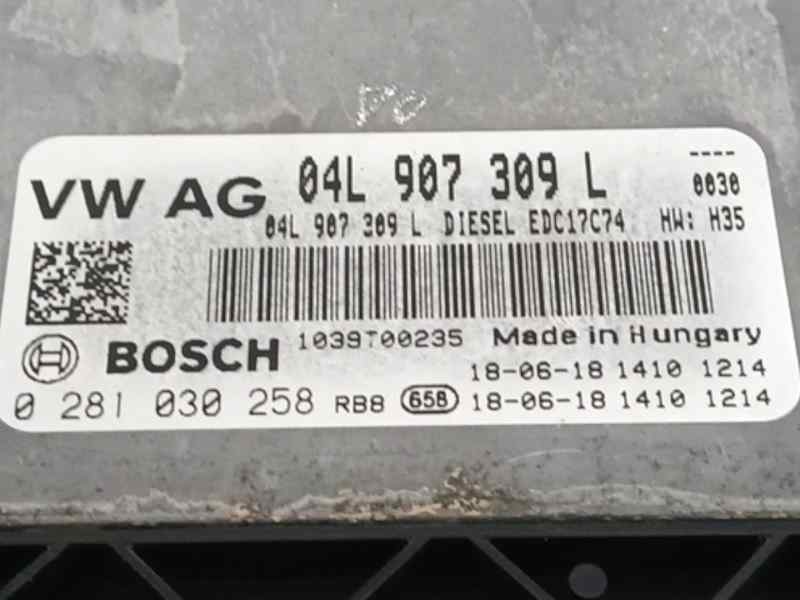 VW AG 04L 907 309 L ----
0030
04L 907 309 L DIESEL EDC17C74 HW: H35
BOSCH 1039T00235 Made in Hungary
18-06-18 1410 1214
0 281 030 258 RB8 658 18-06-18 1410 1214